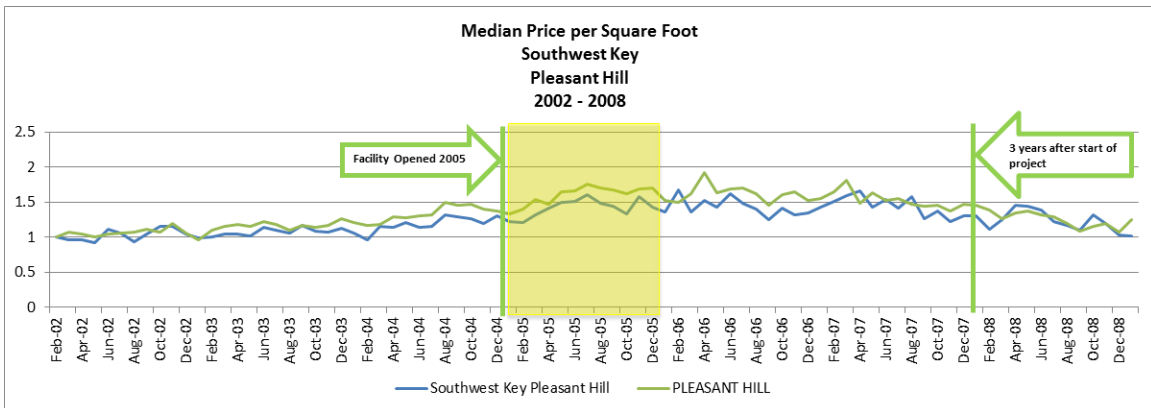 Median Price per Square Foot
Southwest Key
Pleasant Hill
2002 - 2008
2.5
2
1.5
1
0.5
0
Facility Opened 2005
3 years after start of
project
Feb-02
Apr-02
Jun-02
Aug-02
Oct-02
Dec-02
Feb-03
Apr-03
Jun-03
Aug-03
Oct-03
Dec-03
Feb-04
Apr-04
Jun-04
Aug-04
Oct-04
Dec-04
Feb-05
Apr-05
Jun-05
Aug-05
Oct-05
Dec-05
Feb-06
Apr-06
Jun-06
Aug-06
Oct-06
Dec-06
Feb-07
Apr-07
Jun-07
Aug-07
Oct-07
Dec-07
Feb-08
Apr-08
Jun-08
Aug-08
Oct-08
Dec-08
Southwest Key Pleasant Hill
PLEASANT HILL